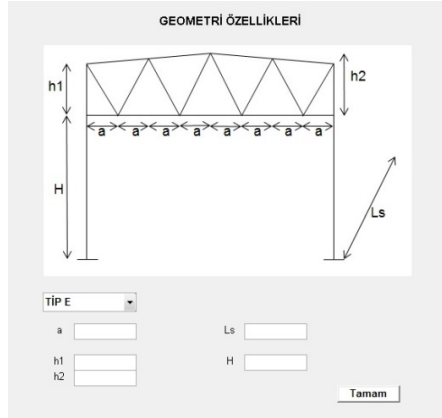 GEOMETRİ ÖZELLİKLERİ
h1
h2
a a a a a a a a
H
Ls
TİP E
a
Ls
h1
H
h2
Tamam